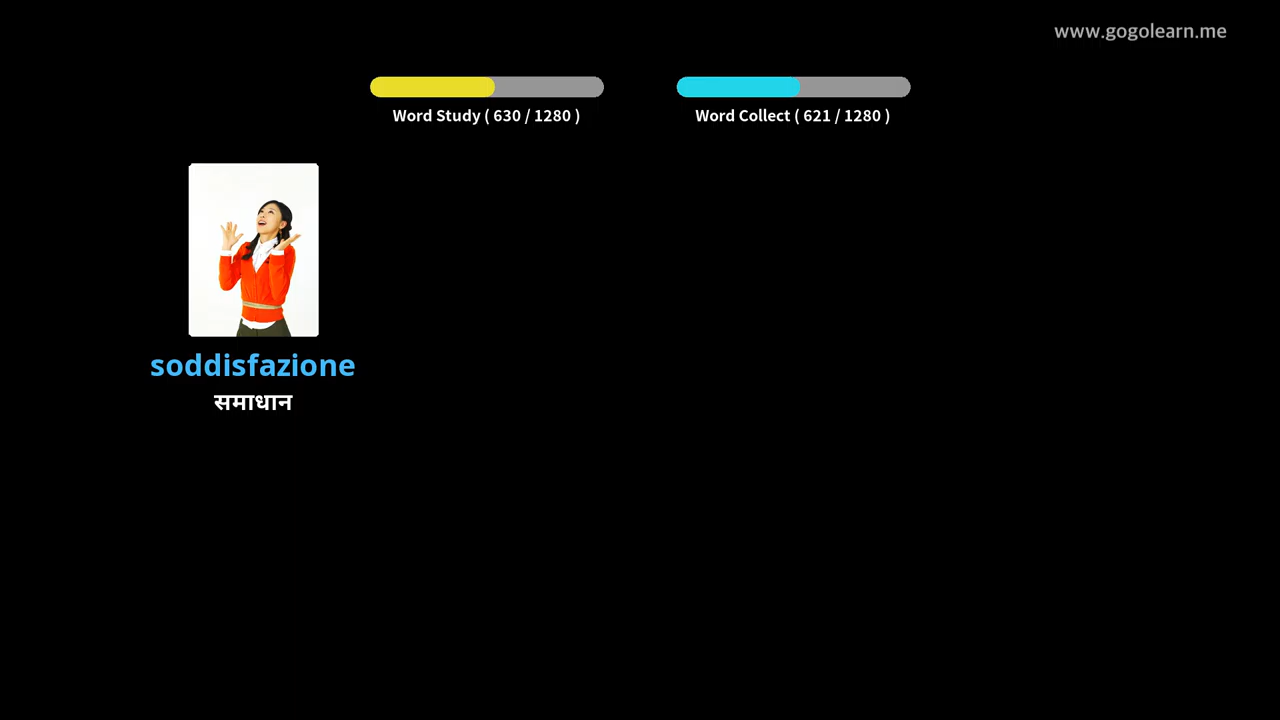 www.gogolearn.me
Word Study ( 630 / 1280 )
Word Collect ( 621 / 1280 )
soddisfazione
समाधान